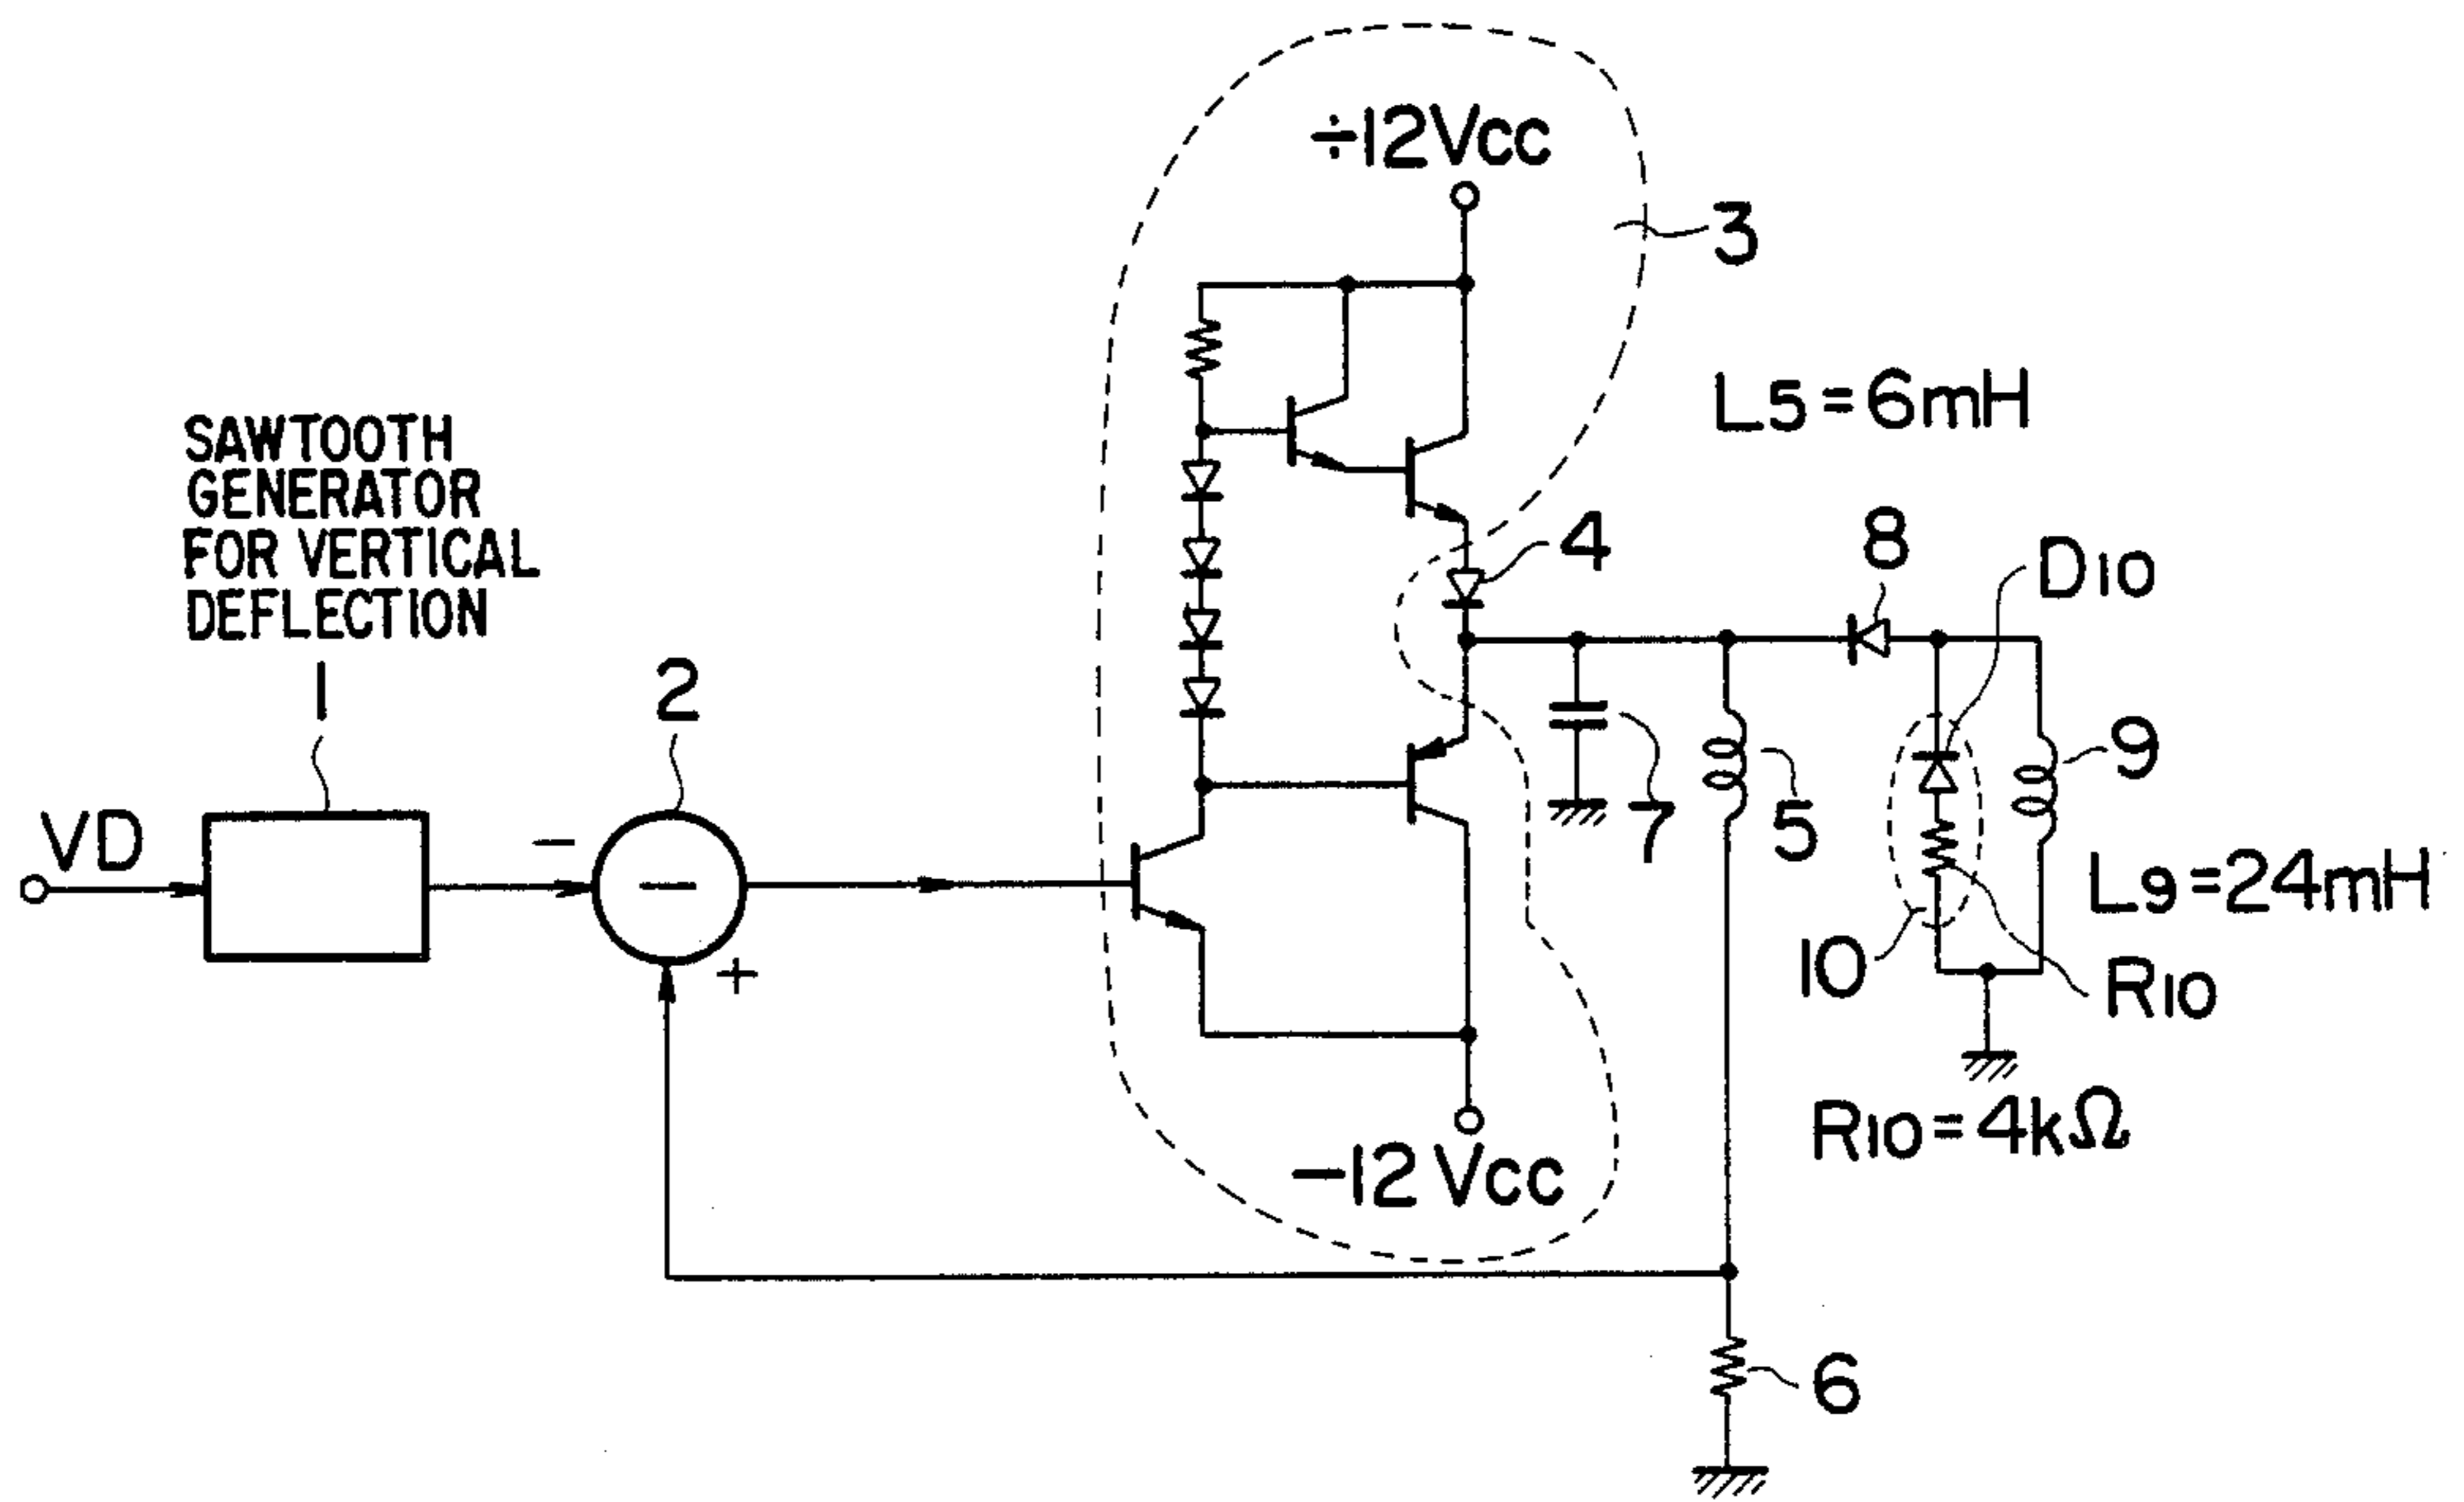 ÷12Vcc
3
L5=6mH
SAWTOOTH
GENERATOR
FOR VERTICAL
DEFLECTION
4
8
D10
1
2
9
VD
−
−
+
7
5
L9=24mH
10
R10
R10=4kΩ
−12Vcc
6